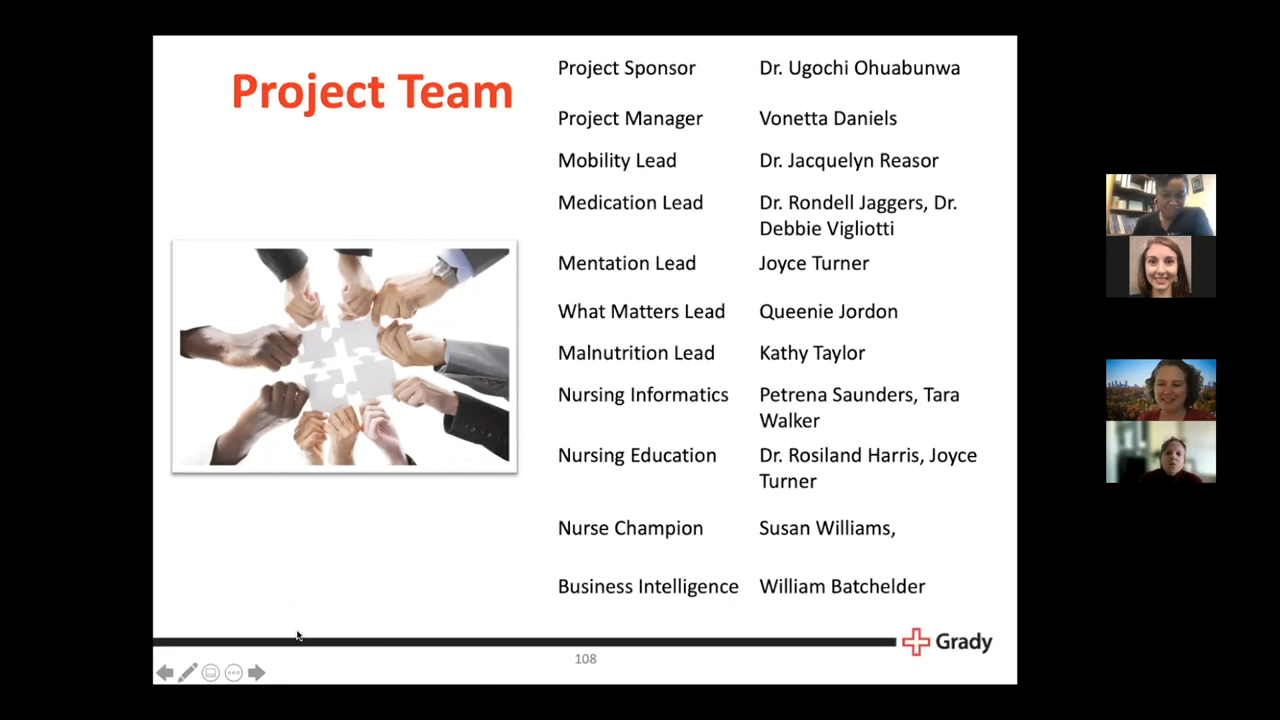 Project Team
Project Sponsor Dr. Ugochi Ohuabunwa
Project Manager Vonetta Daniels
Mobility Lead Dr. Jacquelyn Reasor
Medication Lead Dr. Rondell Jaggers, Dr.
Debbie Vigliotti
Mentation Lead Joyce Turner
What Matters Lead Queenie Jordon
Malnutrition Lead Kathy Taylor
Nursing Informatics Petrena Saunders, Tara
Walker
Nursing Education Dr. Rosiland Harris, Joyce
Turner
Nurse Champion Susan Williams,
Business Intelligence William Batchelder
Grady
108